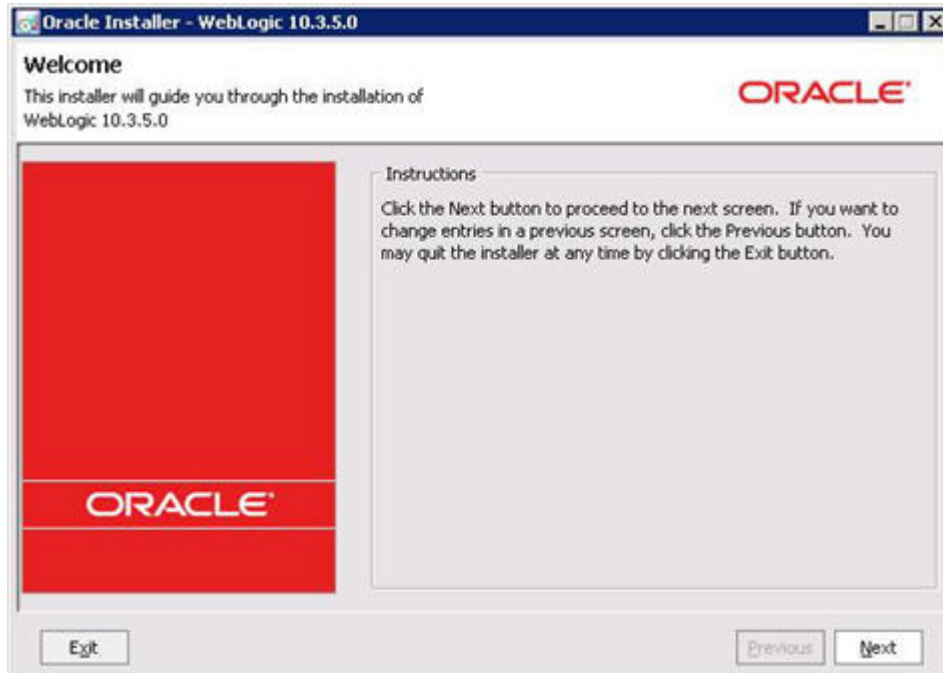 Oracle Installer - WebLogic 10.3.5.0
Welcome
This installer will guide you through the installation of
WebLogic 10.3.5.0
ORACLE
Instructions
Click the Next button to proceed to the next screen. If you want to
change entries in a previous screen, click the Previous button. You
may quit the installer at any time by clicking the Exit button.
ORACLE
Exit
Previous
Next